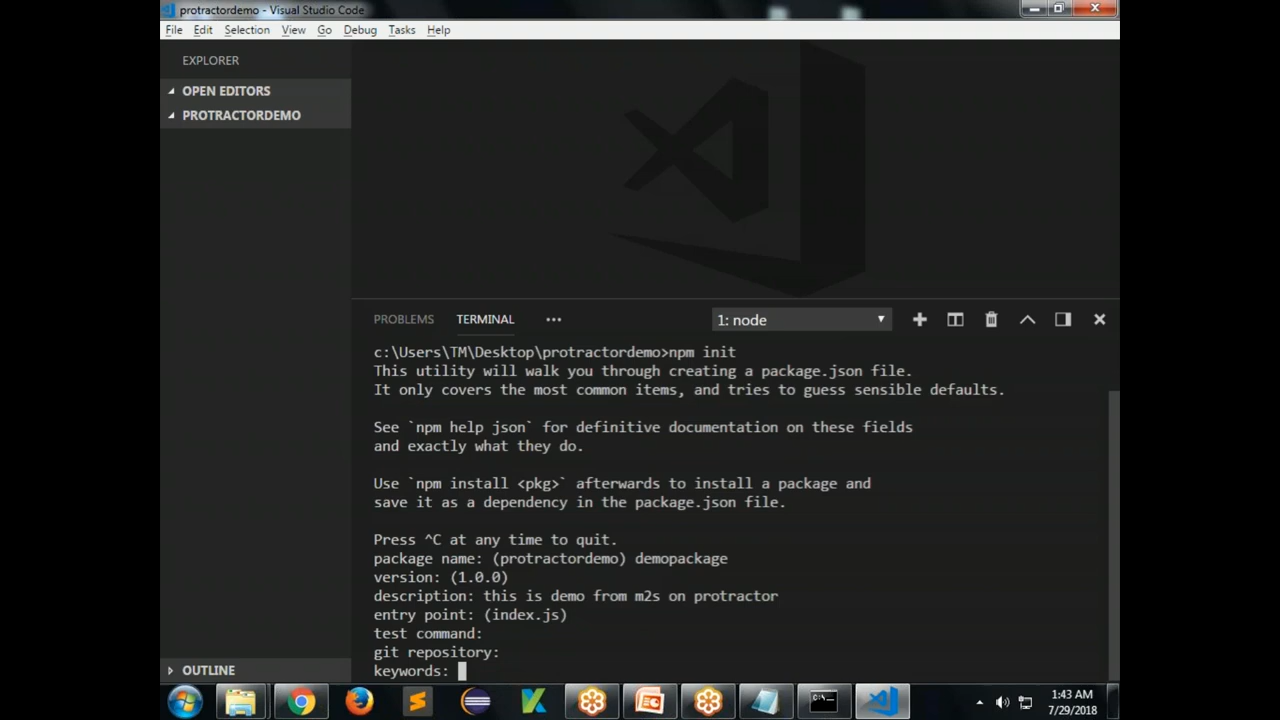 protractordemo - Visual Studio Code
File Edit Selection View Go Debug Tasks Help
EXPLORER
OPEN EDITORS
PROTRACTORDEMO
PROBLEMS TERMINAL ••• 1: node
c:\Users\TM\Desktop\protractordemo>npm init
This utility will walk you through creating a package.json file.
It only covers the most common items, and tries to guess sensible defaults.
See `npm help json` for definitive documentation on these fields
and exactly what they do.
Use `npm install <pkg>` afterwards to install a package and
save it as a dependency in the package.json file.
Press ^C at any time to quit.
package name: (protractordemo) demopackage
version: (1.0.0)
description: this is demo from m2s on protractor
entry point: (index.js)
test command:
git repository:
keywords:
OUTLINE
1:43 AM
7/29/2018